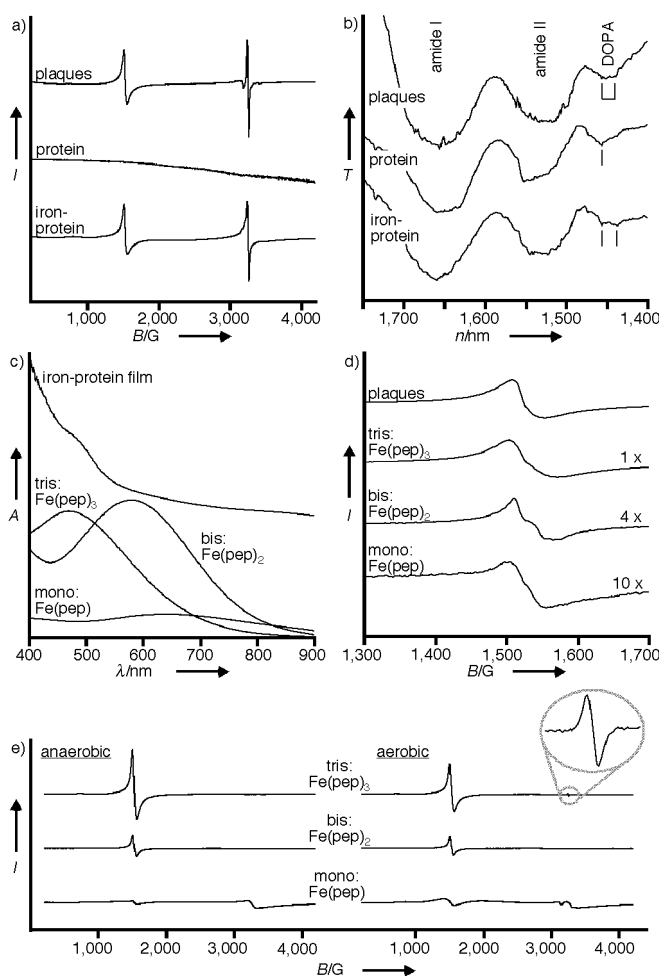 a)
plaques
protein
iron-
protein
I
1,000 2,000 3,000 4,000
B/G
b)
amide I
amide II
DOPA
plaques
protein
iron-
protein
T
1,700 1,600 1,500 1,400
n/nm
c)
iron-protein film
tris:
Fe(pep)3
bis:
Fe(pep)2
mono:
Fe(pep)
A
400 500 600 700 800 900
λ/nm
d)
plaques
tris:
Fe(pep)3
1 x
bis:
Fe(pep)2
4 x
mono:
Fe(pep)
10 x
I
1,300 1,400 1,500 1,600 1,700
B/G
e)
anaerobic
aerobic
tris:
Fe(pep)3
bis:
Fe(pep)2
mono:
Fe(pep)
I
1,000 2,000 3,000 4,000 1,000 2,000 3,000 4,000
B/G